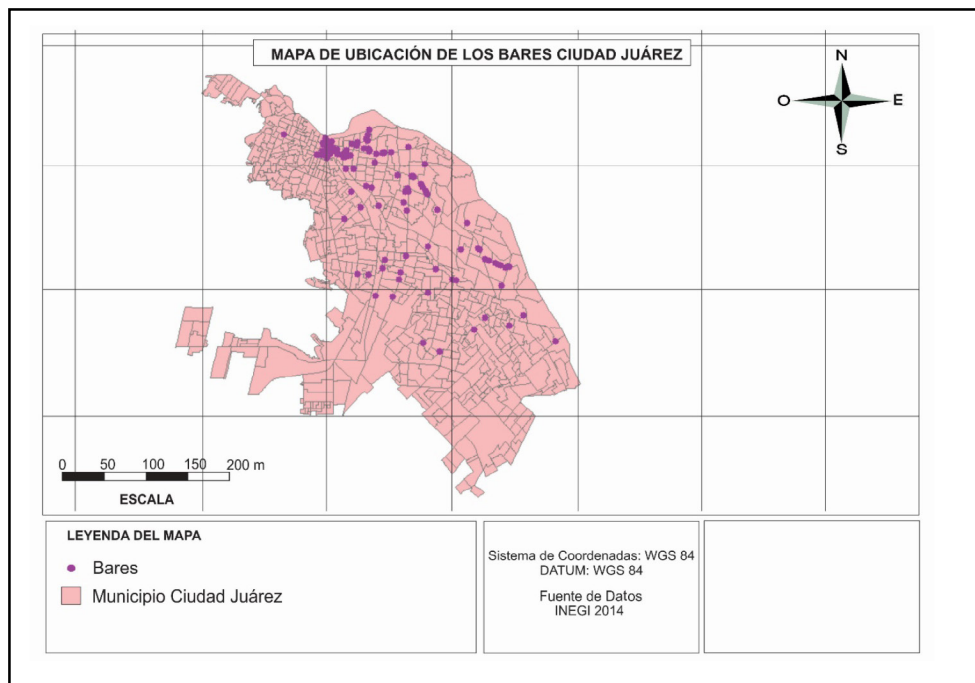 MAPA DE UBICACIÓN DE LOS BARES CIUDAD JUÁREZ
N
O E
S
0 50 100 150 200 m
ESCALA
LEYENDA DEL MAPA
Bares
Municipio Ciudad Juárez
Sistema de Coordenadas: WGS 84
DATUM: WGS 84
Fuente de Datos
INEGI 2014